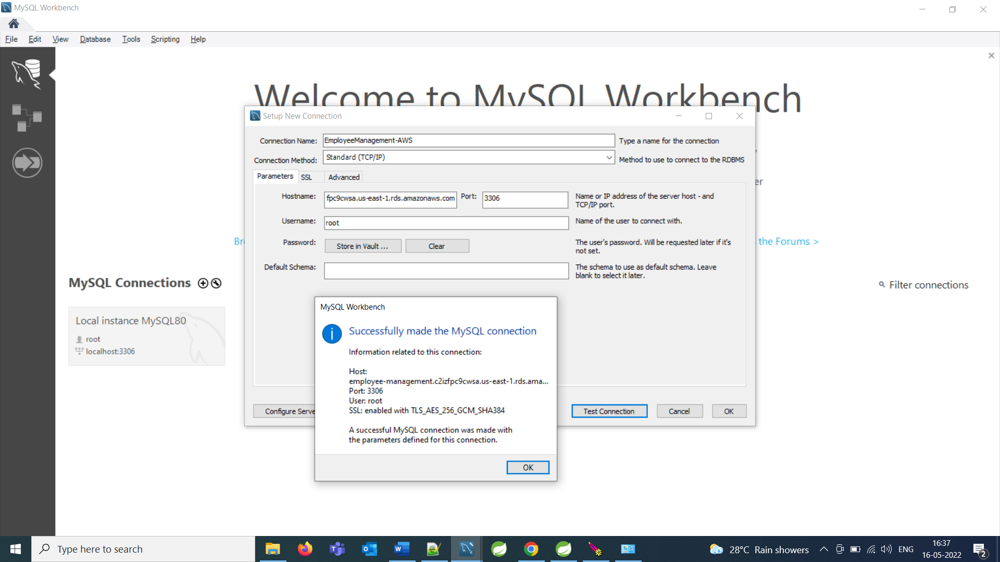 MySQL Workbench
File Edit View Database Tools Scripting Help
Welcome to MySQL Workbench
Setup New Connection
Connection Name: EmployeeManagement-AWS Type a name for the connection
Connection Method: Standard (TCP/IP) Method to use to connect to the RDBMS
Parameters SSL Advanced
er
Hostname: fpc9cwsa.us-east-1.rds.amazonaws.com Port: 3306 Name or IP address of the server host - and
TCP/IP port.
Username: root Name of the user to connect with.
Password: Store in Vault ... Clear The user's password. Will be requested later if it's
not set.
Br
the Forums >
Default Schema: The schema to use as default schema. Leave
blank to select it later.
MySQL Connections
Filter connections
Local instance MySQL80
root
localhost:3306
MySQL Workbench
Successfully made the MySQL connection
Information related to this connection:
Host:
employee-management.c2izfpc9cwsa.us-east-1.rds.ama...
Port: 3306
User: root
SSL: enabled with TLS_AES_256_GCM_SHA384
A successful MySQL connection was made with
the parameters defined for this connection.
OK
Configure Serve Test Connection Cancel OK
Type here to search
28°C Rain showers ENG 16:37
16-05-2022
2